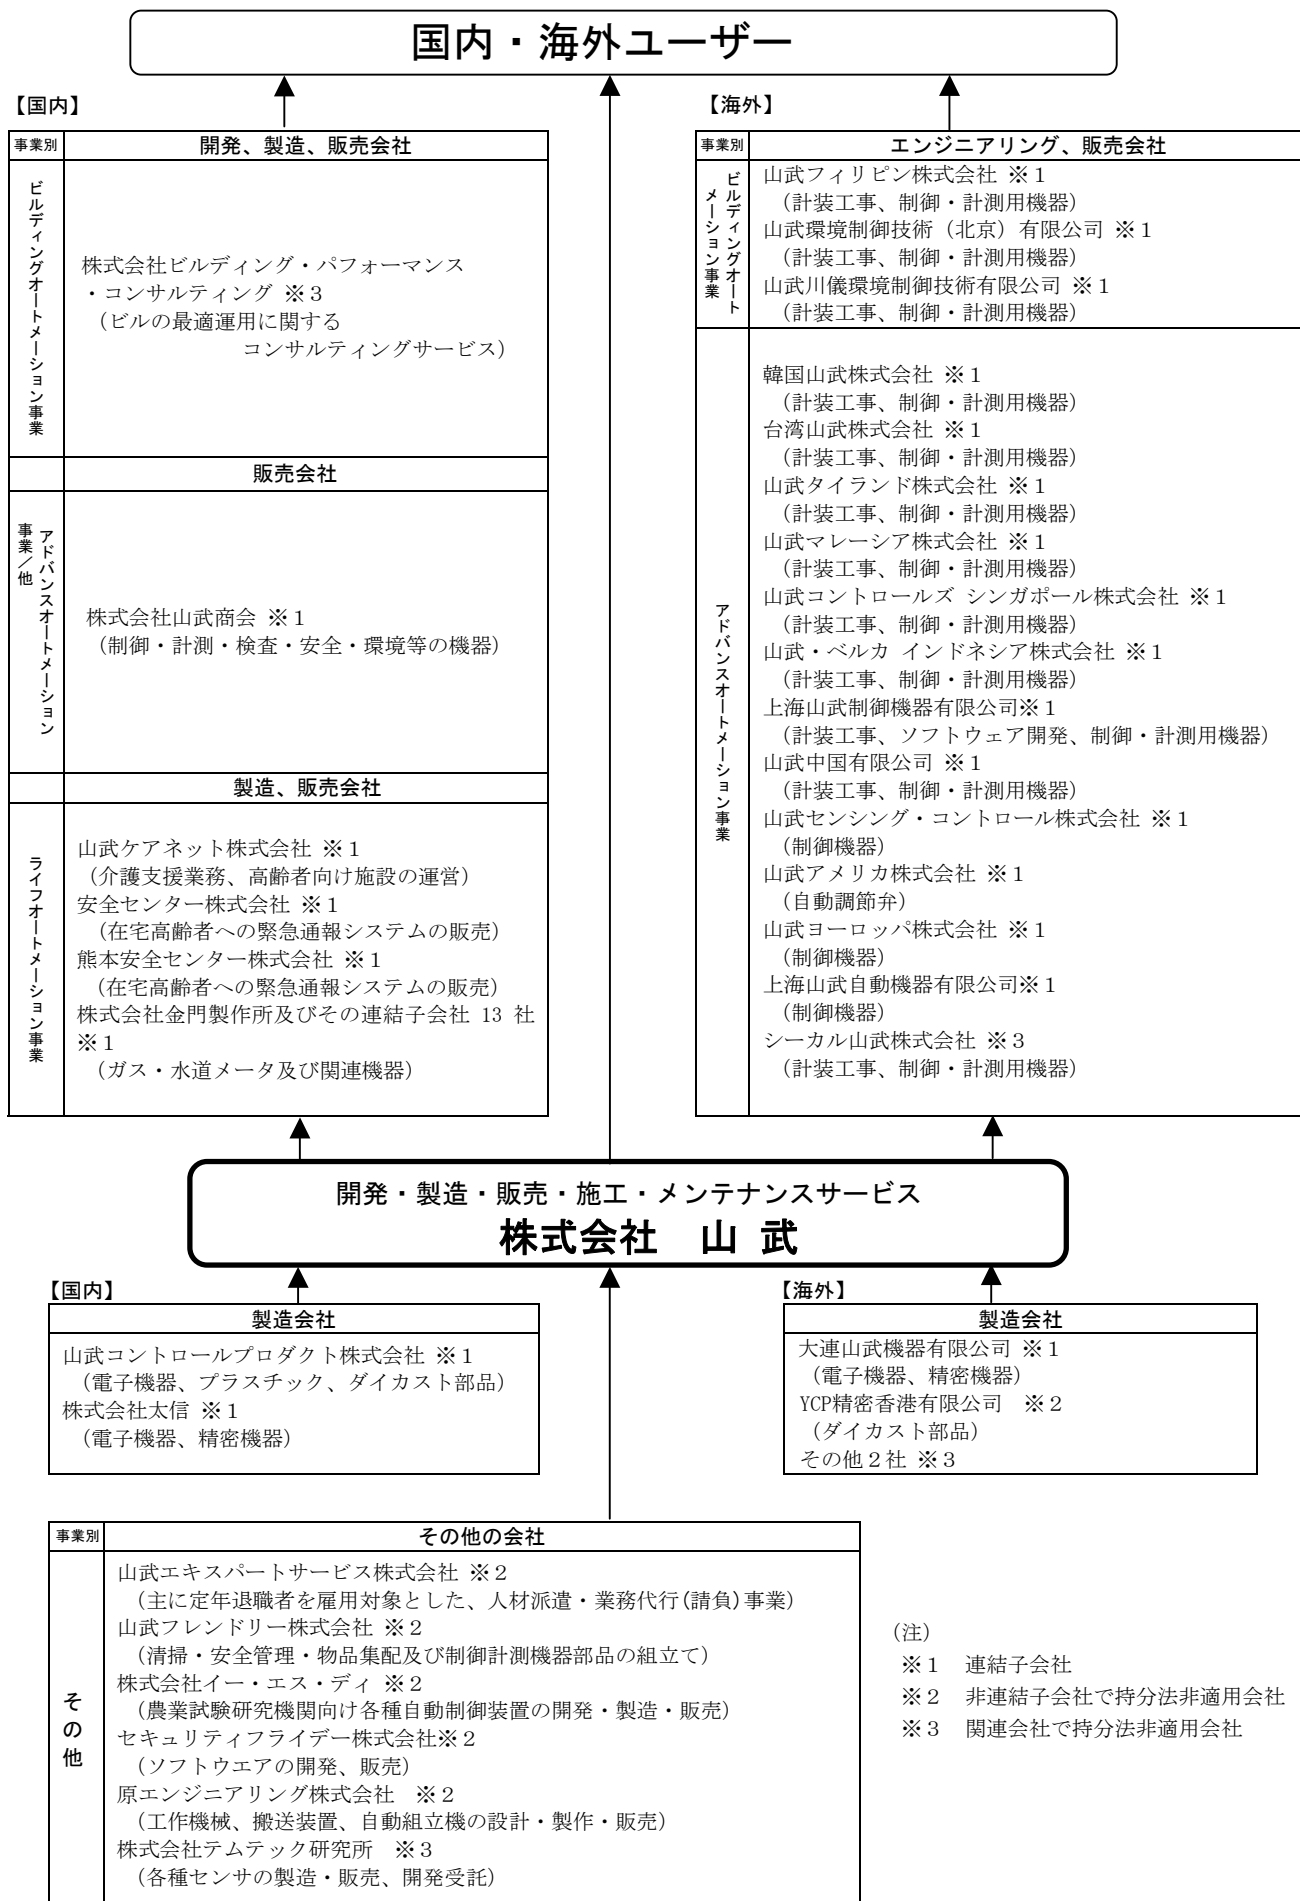 国内・海外ユーザー
【国内】
事業別
開発、製造、販売会社
ビルディングオートメーション事業
株式会社ビルディング・パフォーマンス
・コンサルティング ※３
（ビルの最適運用に関する
コンサルティングサービス）
販売会社
アドバンスオートメーション
事業／他
株式会社山武商会 ※１
（制御・計測・検査・安全・環境等の機器）
製造、販売会社
ライフオートメーション事業
山武ケアネット株式会社 ※１
（介護支援業務、高齢者向け施設の運営）
安全センター株式会社 ※１
（在宅高齢者への緊急通報システムの販売）
熊本安全センター株式会社 ※１
（在宅高齢者への緊急通報システムの販売）
株式会社金門製作所及びその連結子会社 13 社
※１
（ガス・水道メータ及び関連機器）
【海外】
事業別
エンジニアリング、販売会社
ビルディングオート
メーション事業
山武フィリピン株式会社 ※１
（計装工事、制御・計測用機器）
山武環境制御技術（北京）有限公司 ※１
（計装工事、制御・計測用機器）
山武川儀環境制御技術有限公司 ※１
（計装工事、制御・計測用機器）
アドバンスオートメーション事業
韓国山武株式会社 ※１
（計装工事、制御・計測用機器）
台湾山武株式会社 ※１
（計装工事、制御・計測用機器）
山武タイランド株式会社 ※１
（計装工事、制御・計測用機器）
山武マレーシア株式会社 ※１
（計装工事、制御・計測用機器）
山武コントロールズ シンガポール株式会社 ※１
（計装工事、制御・計測用機器）
山武・ベルカ インドネシア株式会社 ※１
（計装工事、制御・計測用機器）
上海山武制御機器有限公司※１
（計装工事、ソフトウェア開発、制御・計測用機器）
山武中国有限公司 ※１
（計装工事、制御・計測用機器）
山武センシング・コントロール株式会社 ※１
（制御機器）
山武アメリカ株式会社 ※１
（自動調節弁）
山武ヨーロッパ株式会社 ※１
（制御機器）
上海山武自動機器有限公司※１
（制御機器）
シーカル山武株式会社 ※３
（計装工事、制御・計測用機器）
開発・製造・販売・施工・メンテナンスサービス
株式会社 山 武
【国内】
製造会社
山武コントロールプロダクト株式会社 ※１
（電子機器、プラスチック、ダイカスト部品）
株式会社太信 ※１
（電子機器、精密機器）
【海外】
製造会社
大連山武機器有限公司 ※１
（電子機器、精密機器）
YCP精密香港有限公司 ※２
（ダイカスト部品）
その他２社 ※３
事業別
その他の会社
その他
山武エキスパートサービス株式会社 ※２
（主に定年退職者を雇用対象とした、人材派遣・業務代行(請負)事業）
山武フレンドリー株式会社 ※２
（清掃・安全管理・物品集配及び制御計測機器部品の組立て）
株式会社イー・エス・ディ ※２
（農業試験研究機関向け各種自動制御装置の開発・製造・販売）
セキュリティフライデー株式会社※２
（ソフトウエアの開発、販売）
原エンジニアリング株式会社 ※２
（工作機械、搬送装置、自動組立機の設計・製作・販売）
株式会社テムテック研究所 ※３
（各種センサの製造・販売、開発受託）
（注）
※１ 連結子会社
※２ 非連結子会社で持分法非適用会社
※３ 関連会社で持分法非適用会社